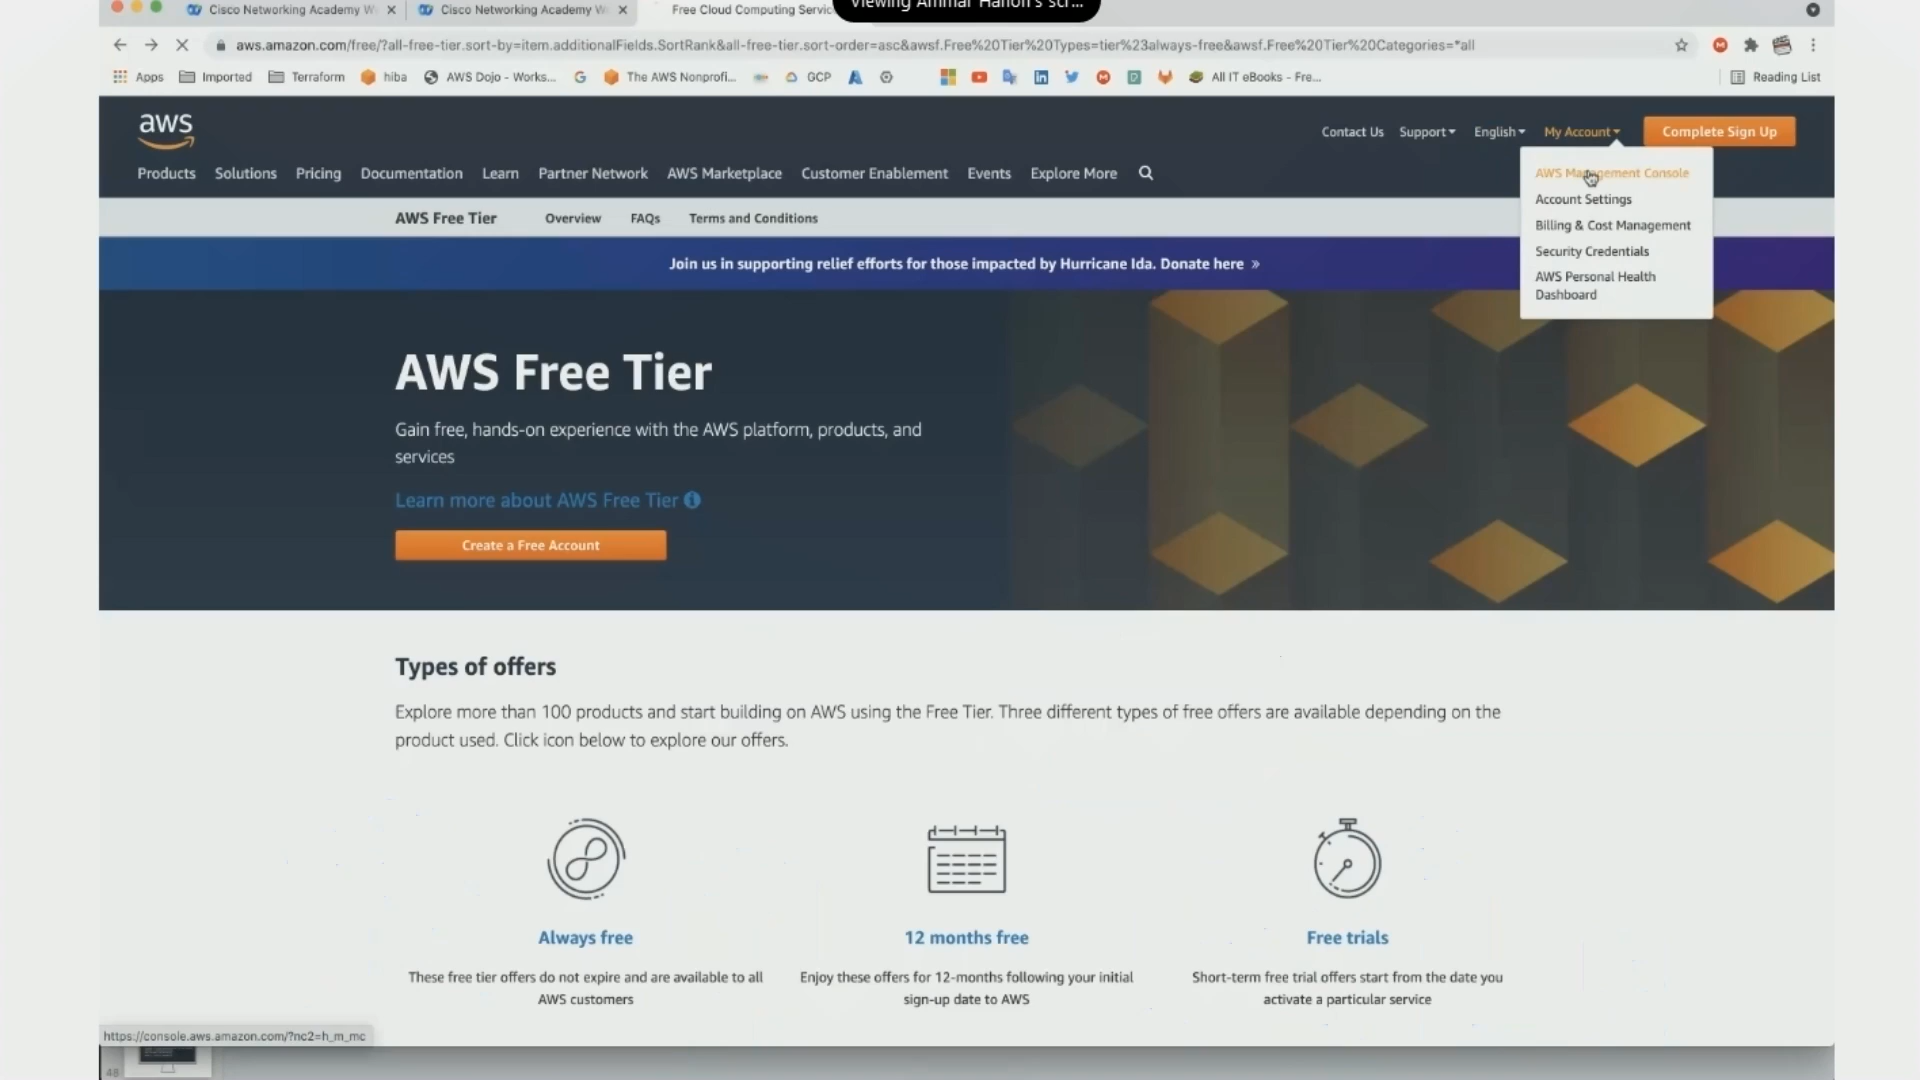 Cisco Networking Academy W
Cisco Networking Academy W
Free Cloud Computing Servic
Viewing Ammar Hanon's scr...
aws.amazon.com/free/?all-free-tier.sort-by=item.additionalFields.SortRank&all-free-tier.sort-order=asc&awsf.Free%20Tier%20Types=tier%23always-free&awsf.Free%20Tier%20Categories=*all
Apps Imported Terraform hiba AWS Dojo - Works... The AWS Nonprofi... GCP All IT eBooks - Fre... Reading List
aws
Contact Us Support English My Account Complete Sign Up
Products Solutions Pricing Documentation Learn Partner Network AWS Marketplace Customer Enablement Events Explore More
AWS Management Console
Account Settings
Billing & Cost Management
Security Credentials
AWS Personal Health
Dashboard
AWS Free Tier Overview FAQs Terms and Conditions
Join us in supporting relief efforts for those impacted by Hurricane Ida. Donate here »
AWS Free Tier
Gain free, hands-on experience with the AWS platform, products, and
services
Learn more about AWS Free Tier
Create a Free Account
Types of offers
Explore more than 100 products and start building on AWS using the Free Tier. Three different types of free offers are available depending on the
product used. Click icon below to explore our offers.
Always free
These free tier offers do not expire and are available to all
AWS customers
12 months free
Enjoy these offers for 12-months following your initial
sign-up date to AWS
Free trials
Short-term free trial offers start from the date you
activate a particular service
https://console.aws.amazon.com/?nc2=h_m_mc
48